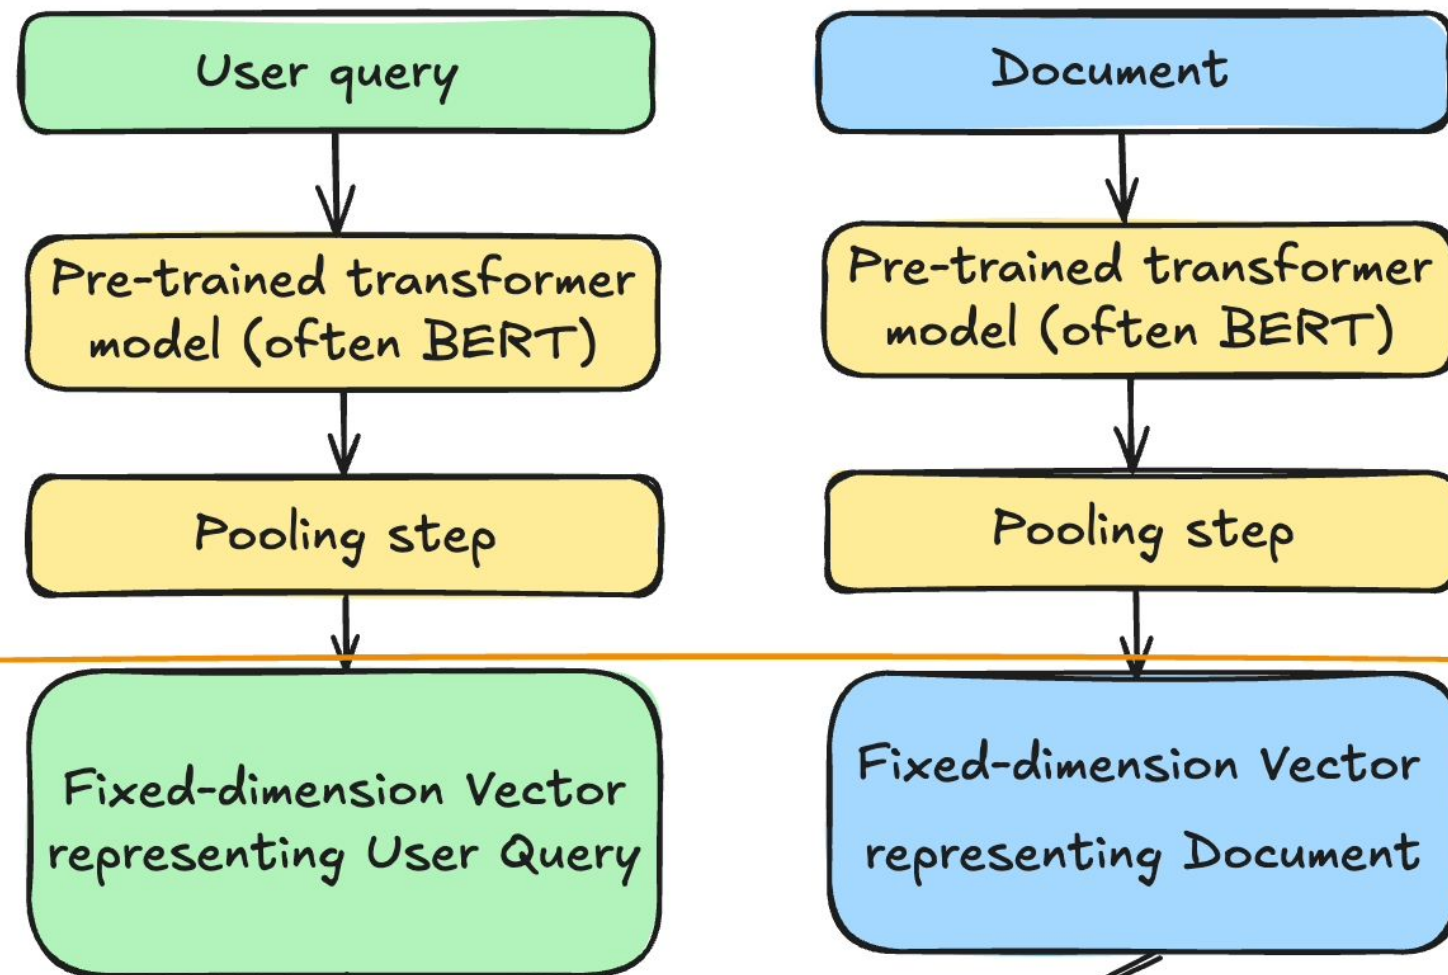 User query
Pre-trained transformer
model (often BERT)
Pooling step
Fixed-dimension Vector
representing User Query
Document
Pre-trained transformer
model (often BERT)
Pooling step
Fixed-dimension Vector
representing Document